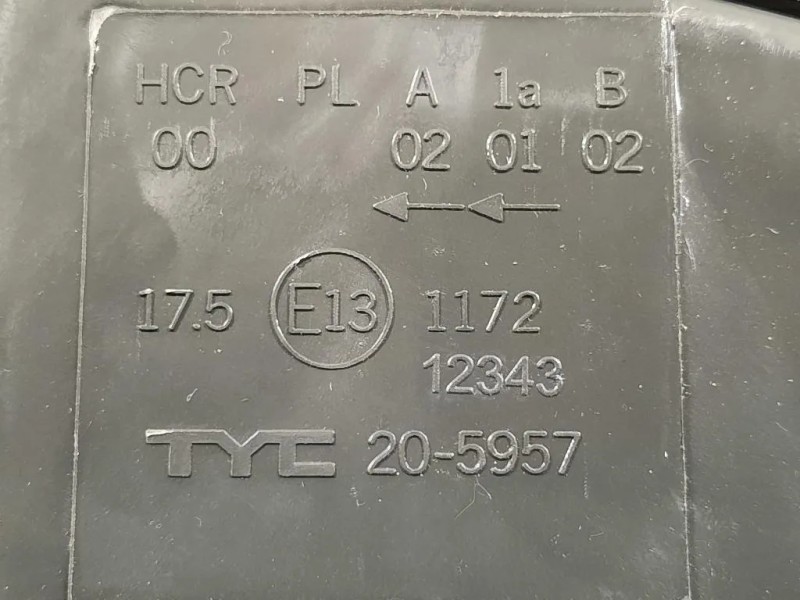 HCR PL A 1a B
00 02 01 02
17.5 E13 1172
12343
TYC 20-5957